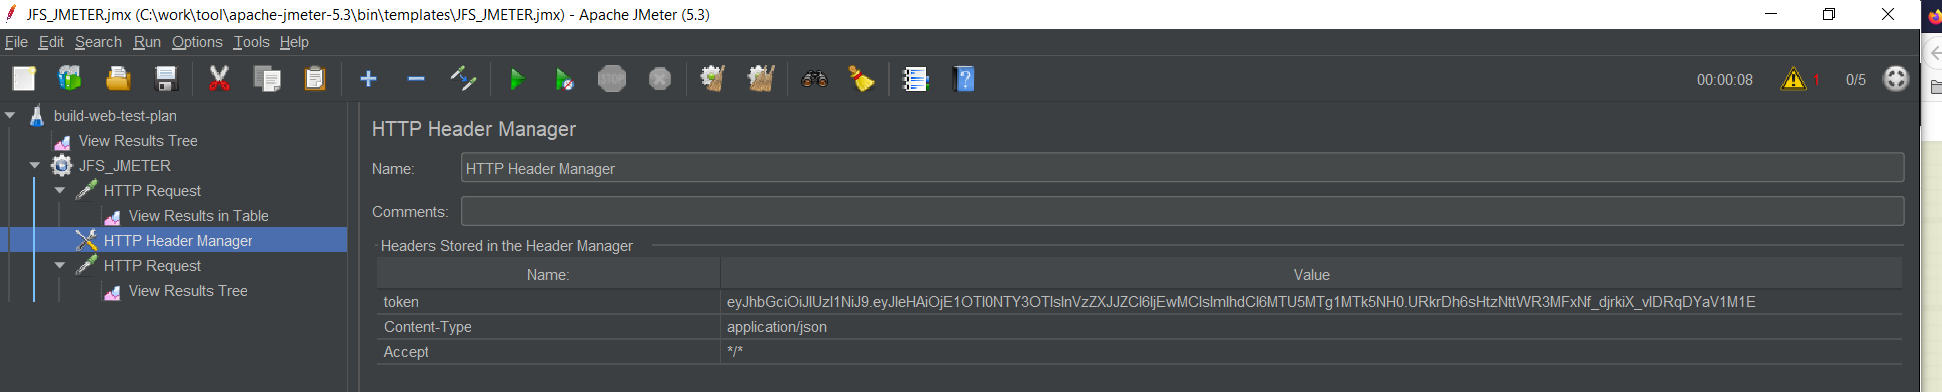 JFS_JMETER.jmx (C:\work\tool\apache-jmeter-5.3\bin\templates\JFS_JMETER.jmx) - Apache JMeter (5.3)
File Edit Search Run Options Tools Help
STOP
00:00:08 1 0/5
build-web-test-plan
View Results Tree
JFS_JMETER
HTTP Request
View Results in Table
HTTP Header Manager
HTTP Request
View Results Tree
HTTP Header Manager
Name: HTTP Header Manager
Comments:
Headers Stored in the Header Manager
Name: Value
token eyJhbGciOiJIUzI1NiJ9.eyJleHAiOjE1OTI0NTY3OTIsInVzZXJJZCI6IjEwMCIsImlhdCI6MTU5MTg1MTk5NH0.URkrDh6sHtzNttWR3MFxNf_djrkiX_vIDRqDYaV1M1E
Content-Type application/json
Accept */*